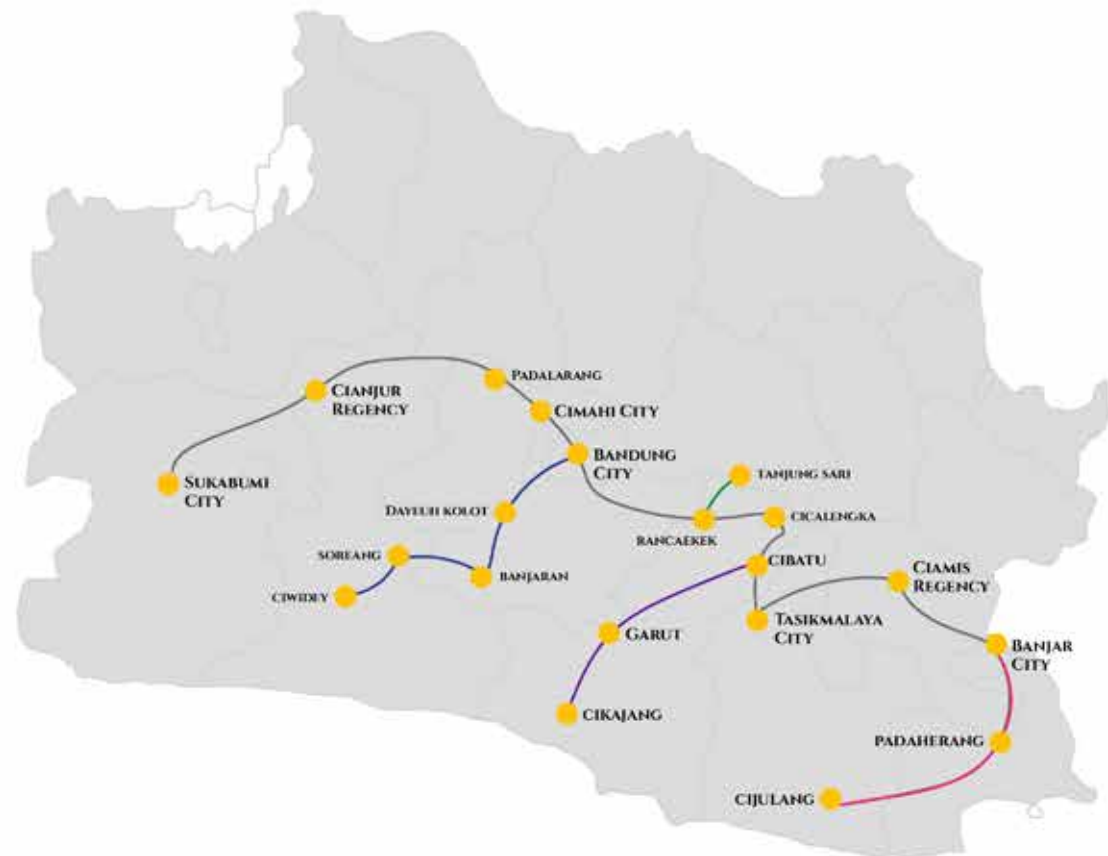 PADALARANG
CIANJUR
REGENCY
CIMAHI CITY
BANDUNG
CITY
TANJUNG SARI
SUKABUMI
CITY
DAYEUH KOLOT
CICALENGKA
RANCAEKEK
SOREANG
CIBATU
BANJARAN
CIAMIS
REGENCY
CIWIDEY
TASIKMALAYA
CITY
GARUT
BANJAR
CITY
CIKAJANG
PADAHERANG
CIJULANG